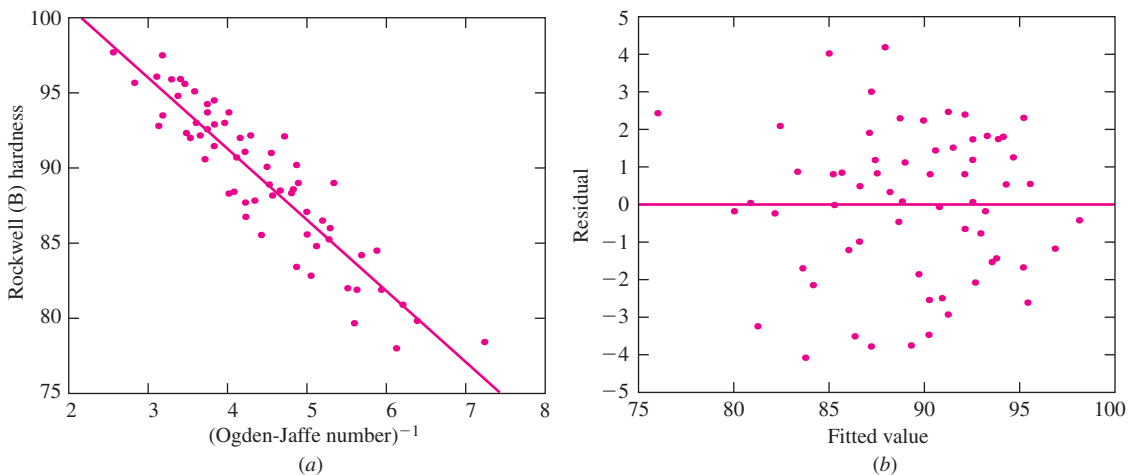 100
95
90
85
80
75
Rockwell (B) hardness
2 3 4 5 6 7 8
(Ogden-Jaffe number)⁻¹
(a)
5
4
3
2
1
0
−1
−2
−3
−4
−5
Residual
75 80 85 90 95 100
Fitted value
(b)